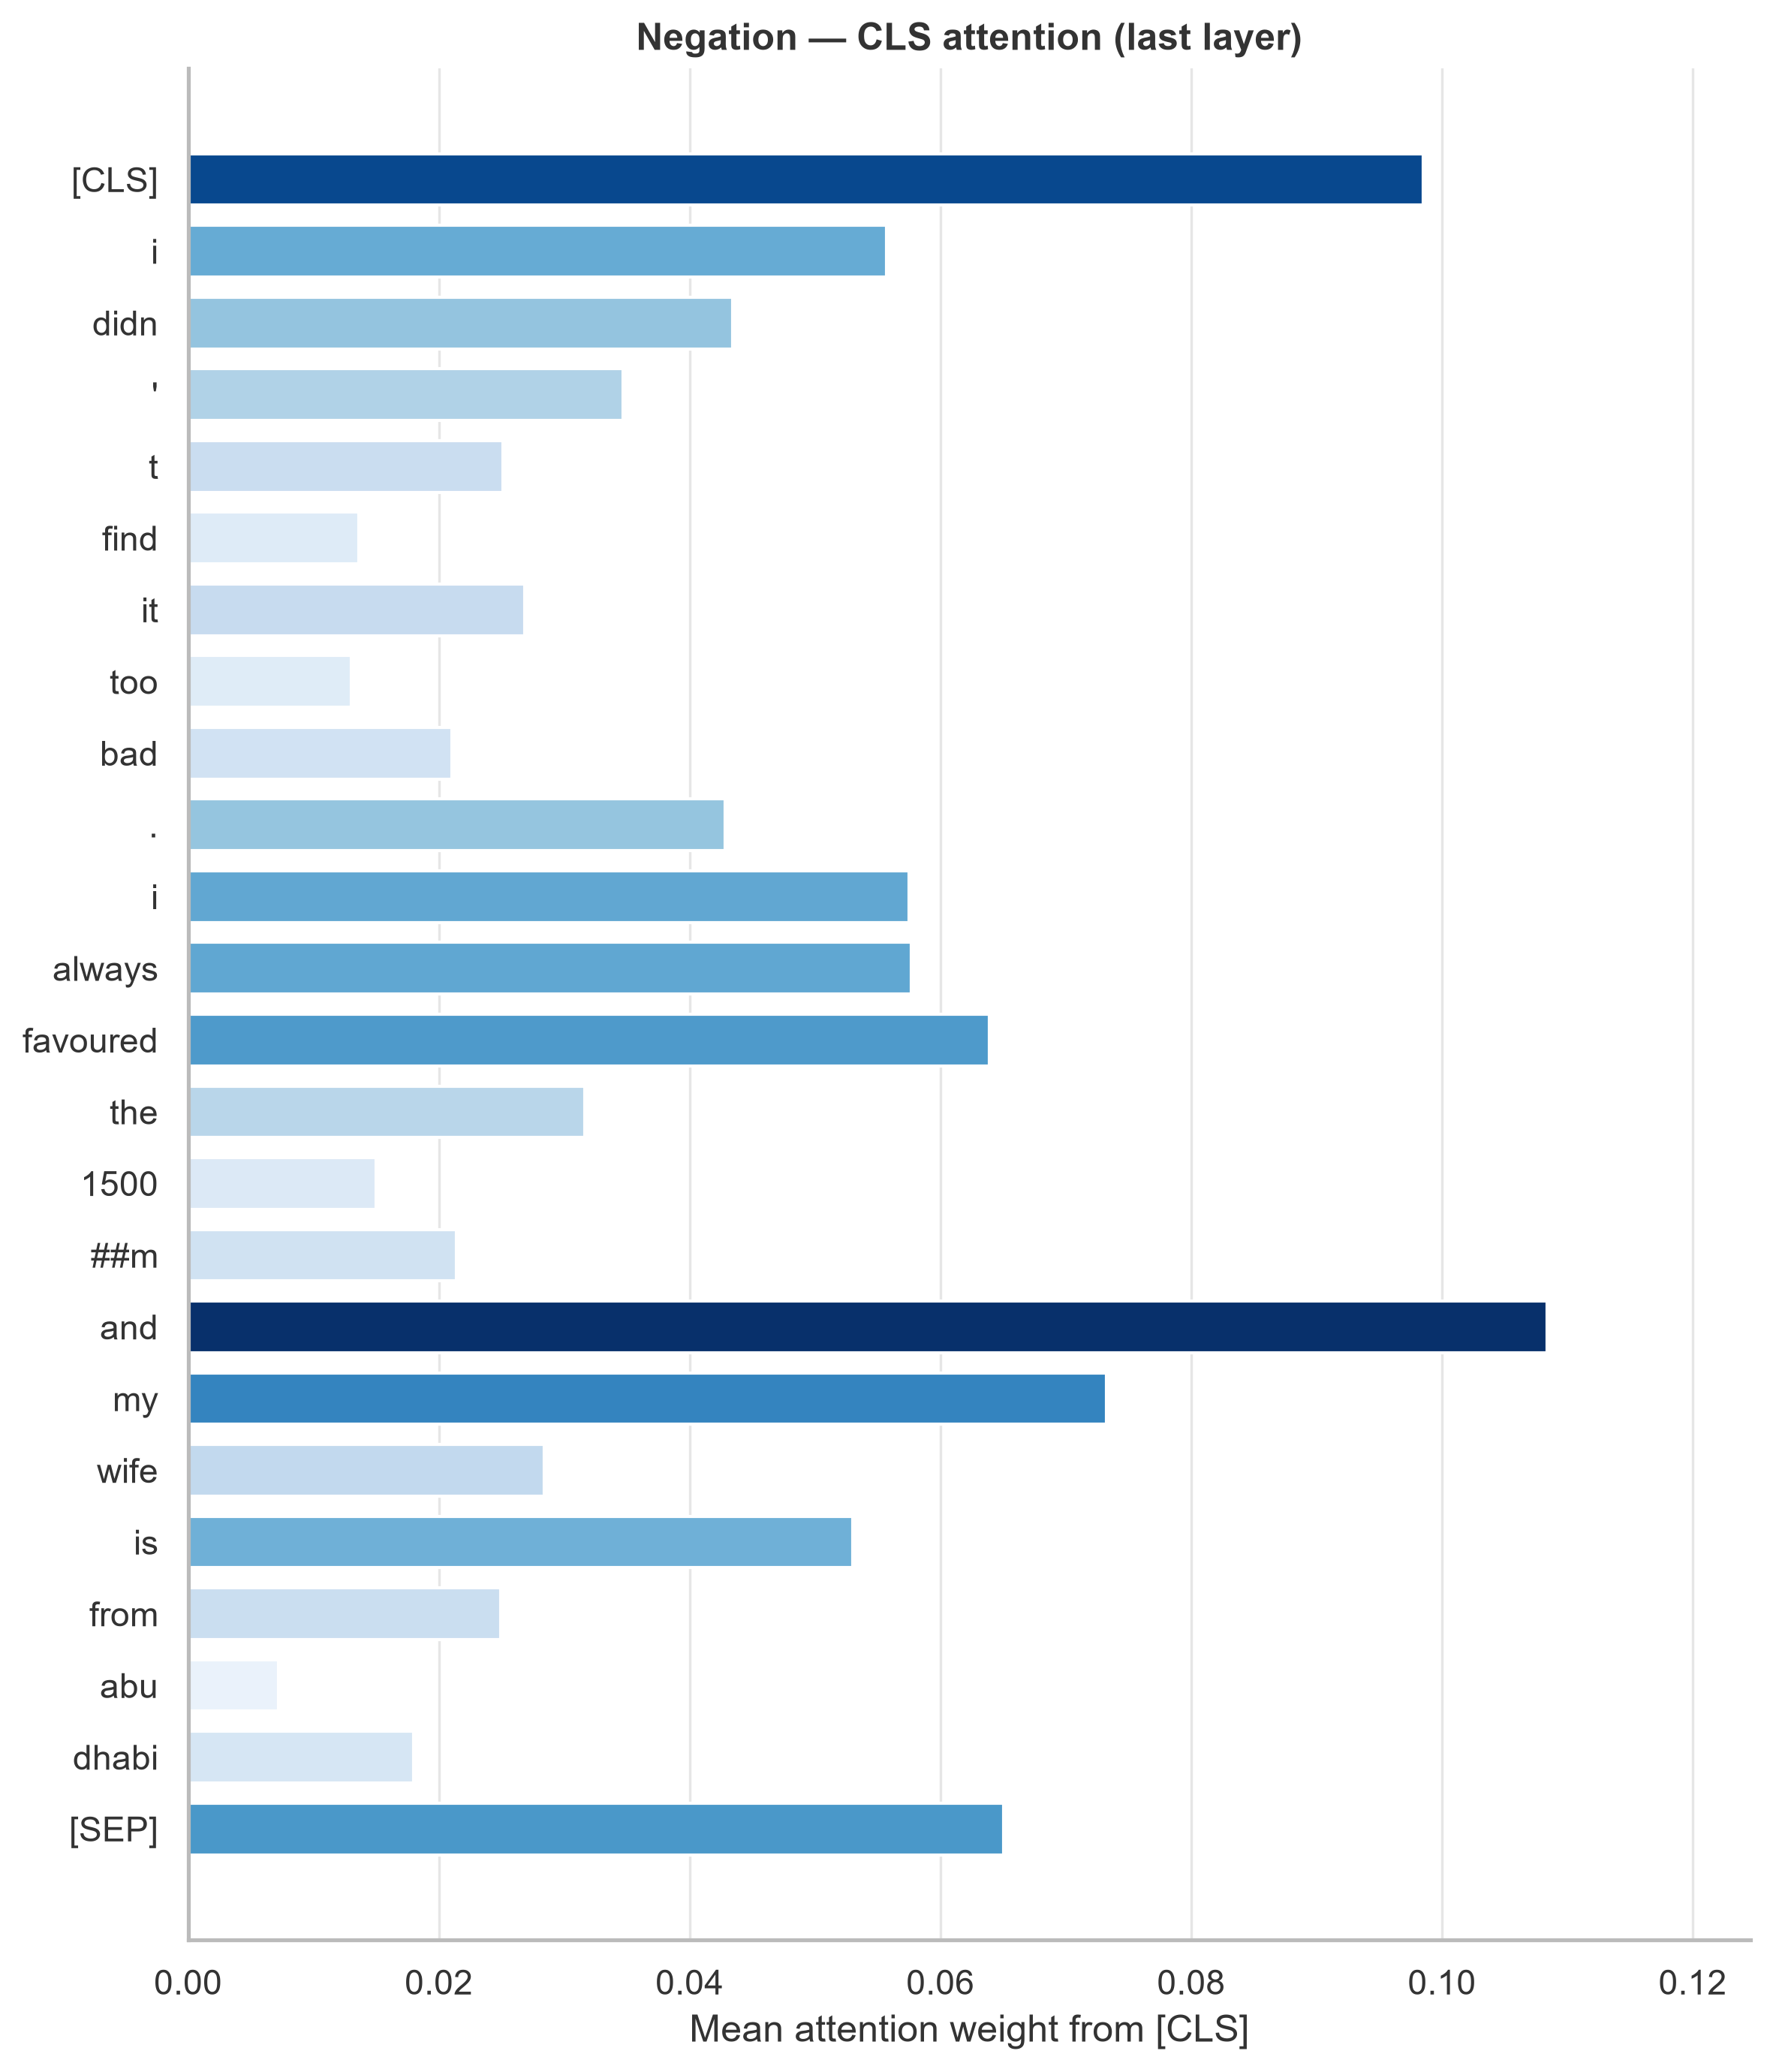 Negation — CLS attention (last layer)
[CLS]
i
didn
'
t
find
it
too
bad
.
i
always
favoured
the
1500
##m
and
my
wife
is
from
abu
dhabi
[SEP]
0.00 0.02 0.04 0.06 0.08 0.10 0.12
Mean attention weight from [CLS]